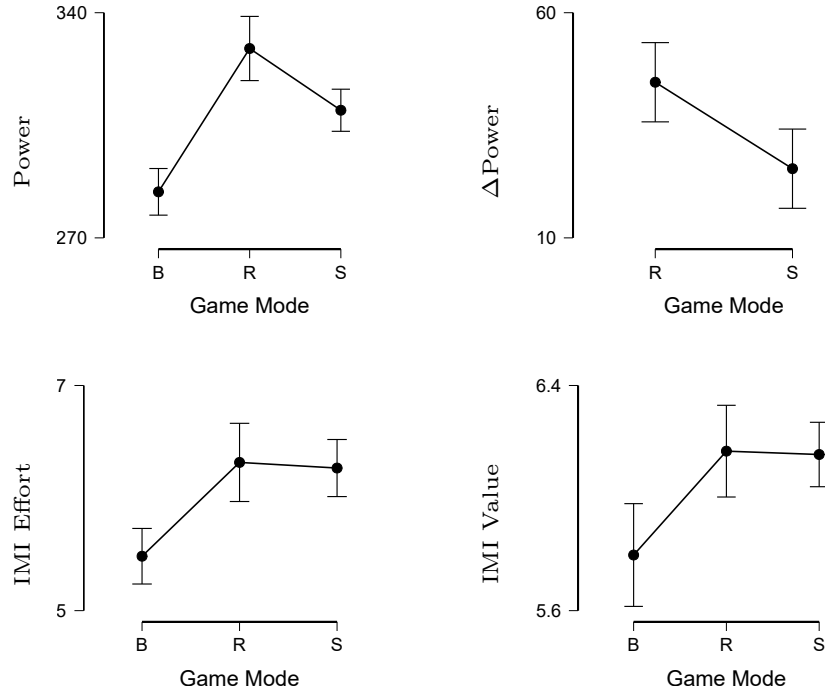 340
Power
270
B R S
Game Mode
60
ΔPower
10
R S
Game Mode
7
IMI Effort
5
B R S
Game Mode
6.4
IMI Value
5.6
B R S
Game Mode